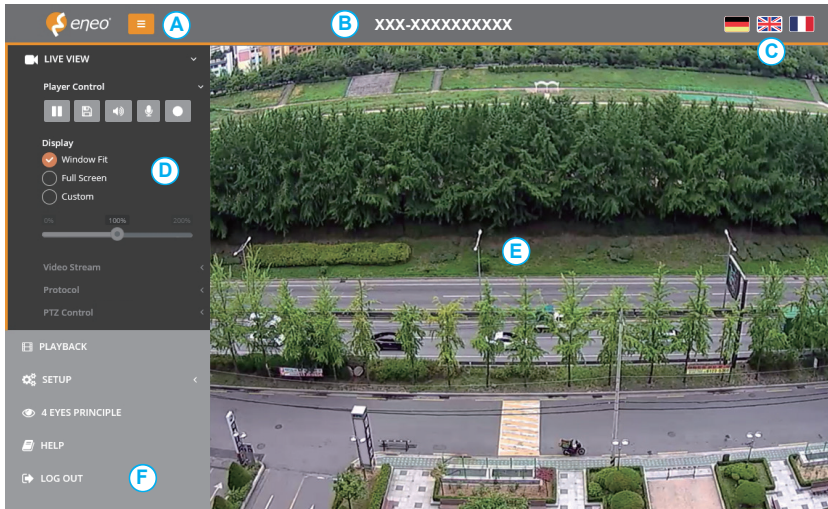 eneo
A
B
XXX-XXXXXXXXXX
C
LIVE VIEW
Player Control
Display
Window Fit
D
Full Screen
Custom
0% 100% 200%
E
Video Stream
Protocol
PTZ Control
PLAYBACK
SETUP
4 EYES PRINCIPLE
HELP
LOG OUT
F